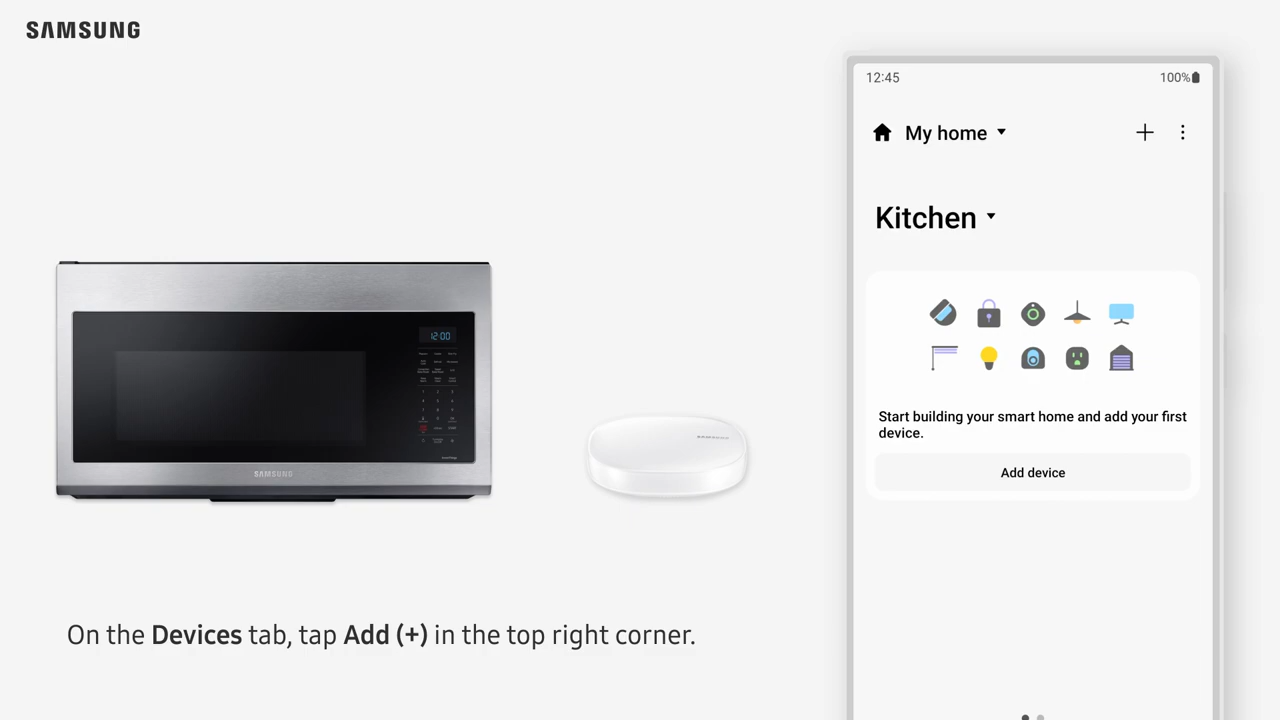 SAMSUNG
12:45
100%
My home
Kitchen
Start building your smart home and add your first
device.
Add device
12:00
SAMSUNG
SAMSUNG
On the Devices tab, tap Add (+) in the top right corner.